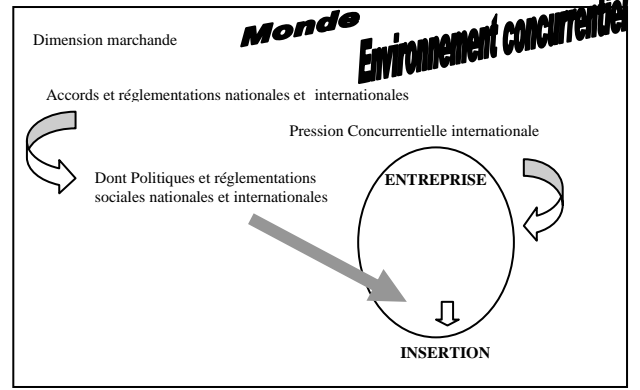 Monde
Environnement concurrentiel
Dimension marchande
Accords et réglementations nationales et internationales
Pression Concurrentielle internationale
Dont Politiques et réglementations
sociales nationales et internationales
ENTREPRISE
INSERTION